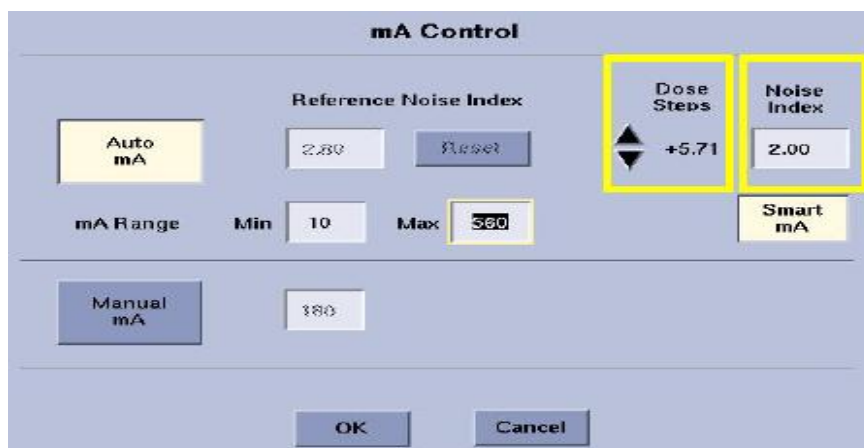 mA Control
Reference Noise Index
Dose
Steps
Noise
Index
Auto
mA
2.80
Reset
+5.71
2.00
mA Range
Min
10
Max
560
Smart
mA
Manual
mA
180
OK
Cancel